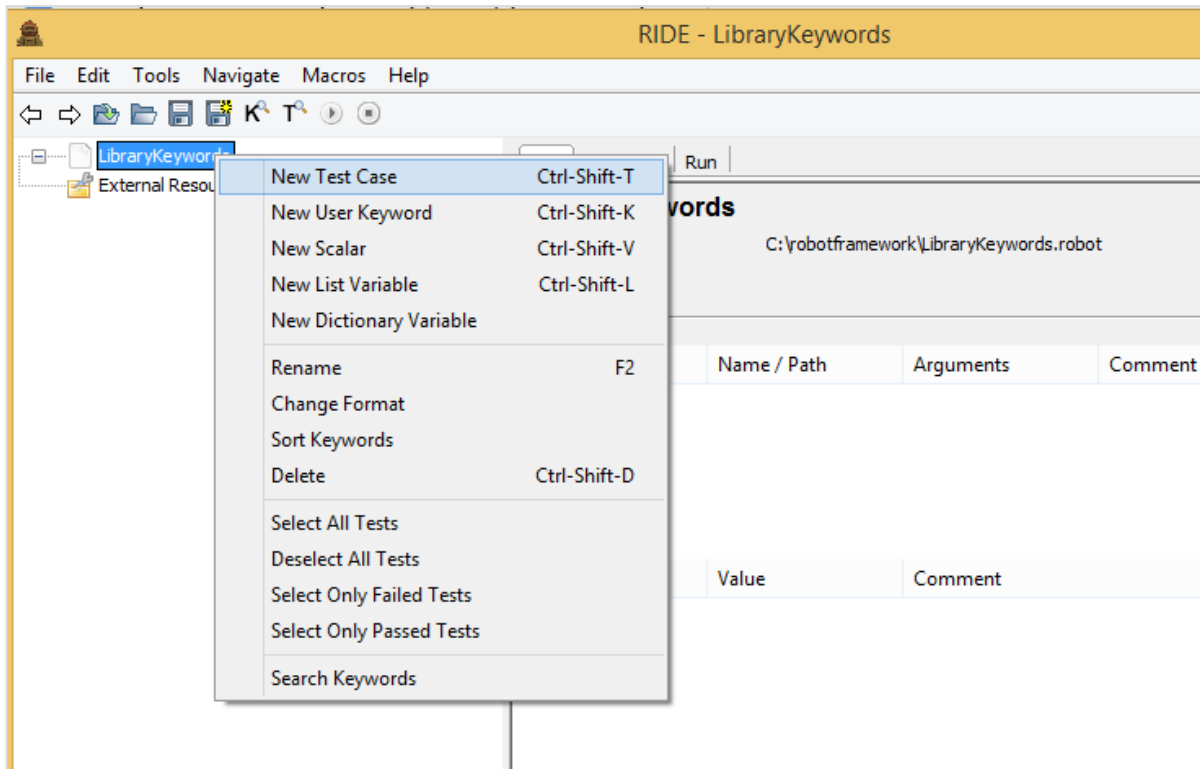 RIDE - LibraryKeywords
File Edit Tools Navigate Macros Help
K T
LibraryKeywords
External Resou
Run
New Test Case Ctrl-Shift-T
New User Keyword Ctrl-Shift-K
New Scalar Ctrl-Shift-V
New List Variable Ctrl-Shift-L
New Dictionary Variable
Rename F2
Change Format
Sort Keywords
Delete Ctrl-Shift-D
Select All Tests
Deselect All Tests
Select Only Failed Tests
Select Only Passed Tests
Search Keywords
words
C:\robotframework\LibraryKeywords.robot
Name / Path Arguments Comment
Value Comment